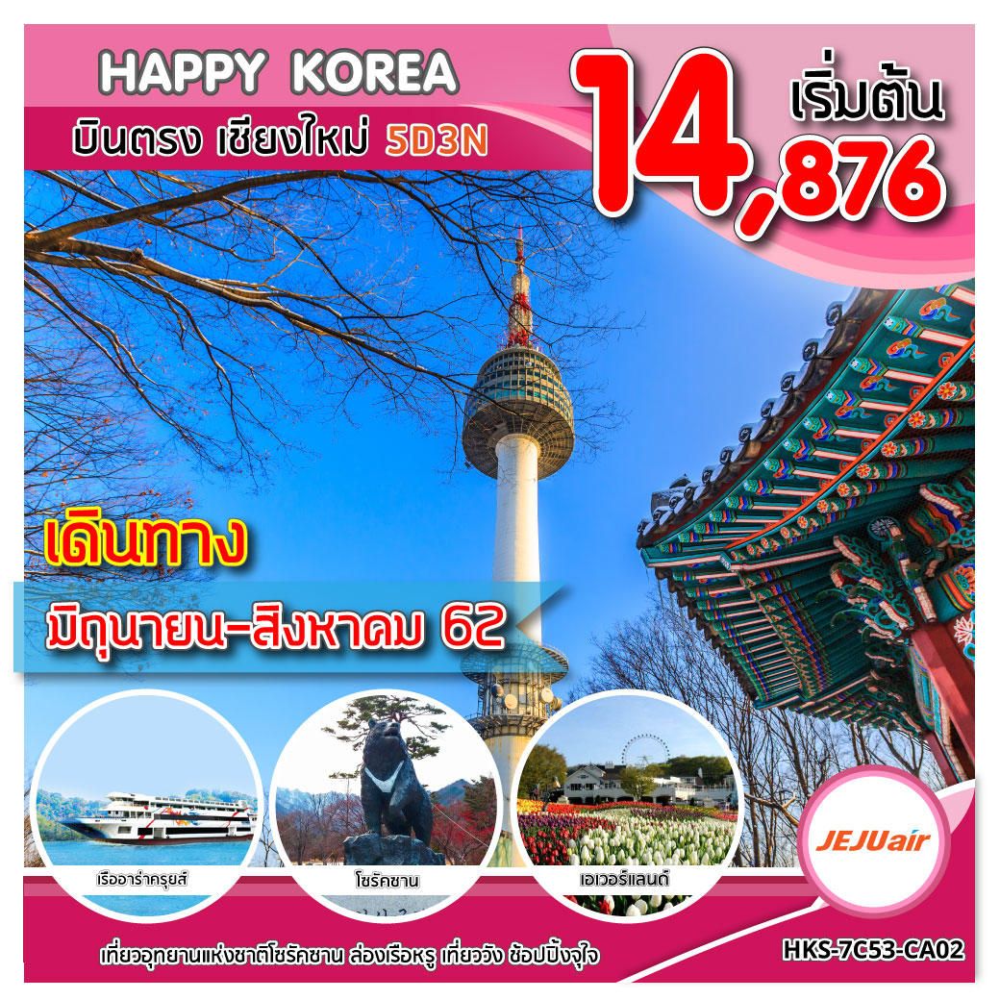 HAPPY KOREA
บินตรง เชียงใหม่ 5D3N
เริ่มต้น
14,876
เดินทาง
มิถุนายน-สิงหาคม 62
เรืออาร่าครุยส์
โซรัคซาน
เอเวอร์แลนด์
JEJUair
เที่ยวอุทยานแห่งชาติโซรัคซาน ล่องเรือหรู เที่ยววัง ช้อปปิ้งจุใจ
HKS-7C53-CA02